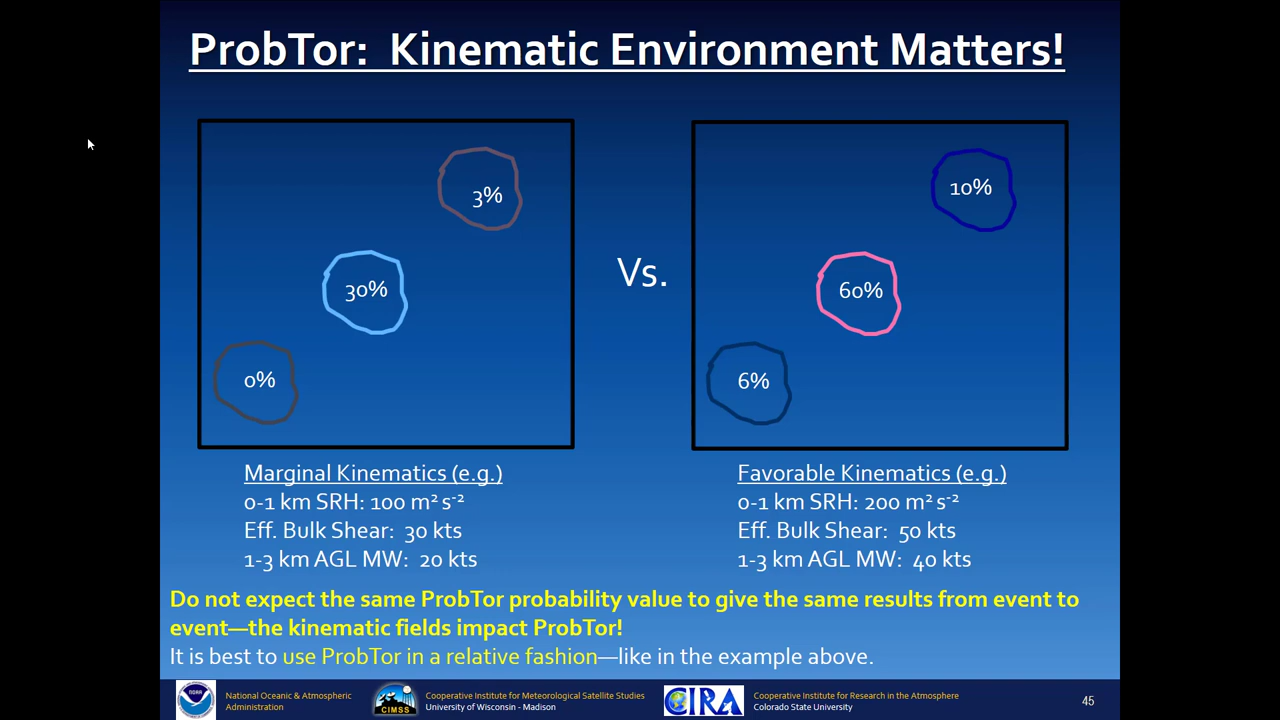 ProbTor: Kinematic Environment Matters!
3%
30%
0%
Vs.
10%
60%
6%
Marginal Kinematics (e.g.)
0-1 km SRH: 100 m² s⁻²
Eff. Bulk Shear: 30 kts
1-3 km AGL MW: 20 kts
Favorable Kinematics (e.g.)
0-1 km SRH: 200 m² s⁻²
Eff. Bulk Shear: 50 kts
1-3 km AGL MW: 40 kts
Do not expect the same ProbTor probability value to give the same results from event to
event—the kinematic fields impact ProbTor!
It is best to use ProbTor in a relative fashion—like in the example above.
NOAA
National Oceanic & Atmospheric
Administration
CIMSS
Cooperative Institute for Meteorological Satellite Studies
University of Wisconsin - Madison
CIRA
Cooperative Institute for Research in the Atmosphere
Colorado State University
45